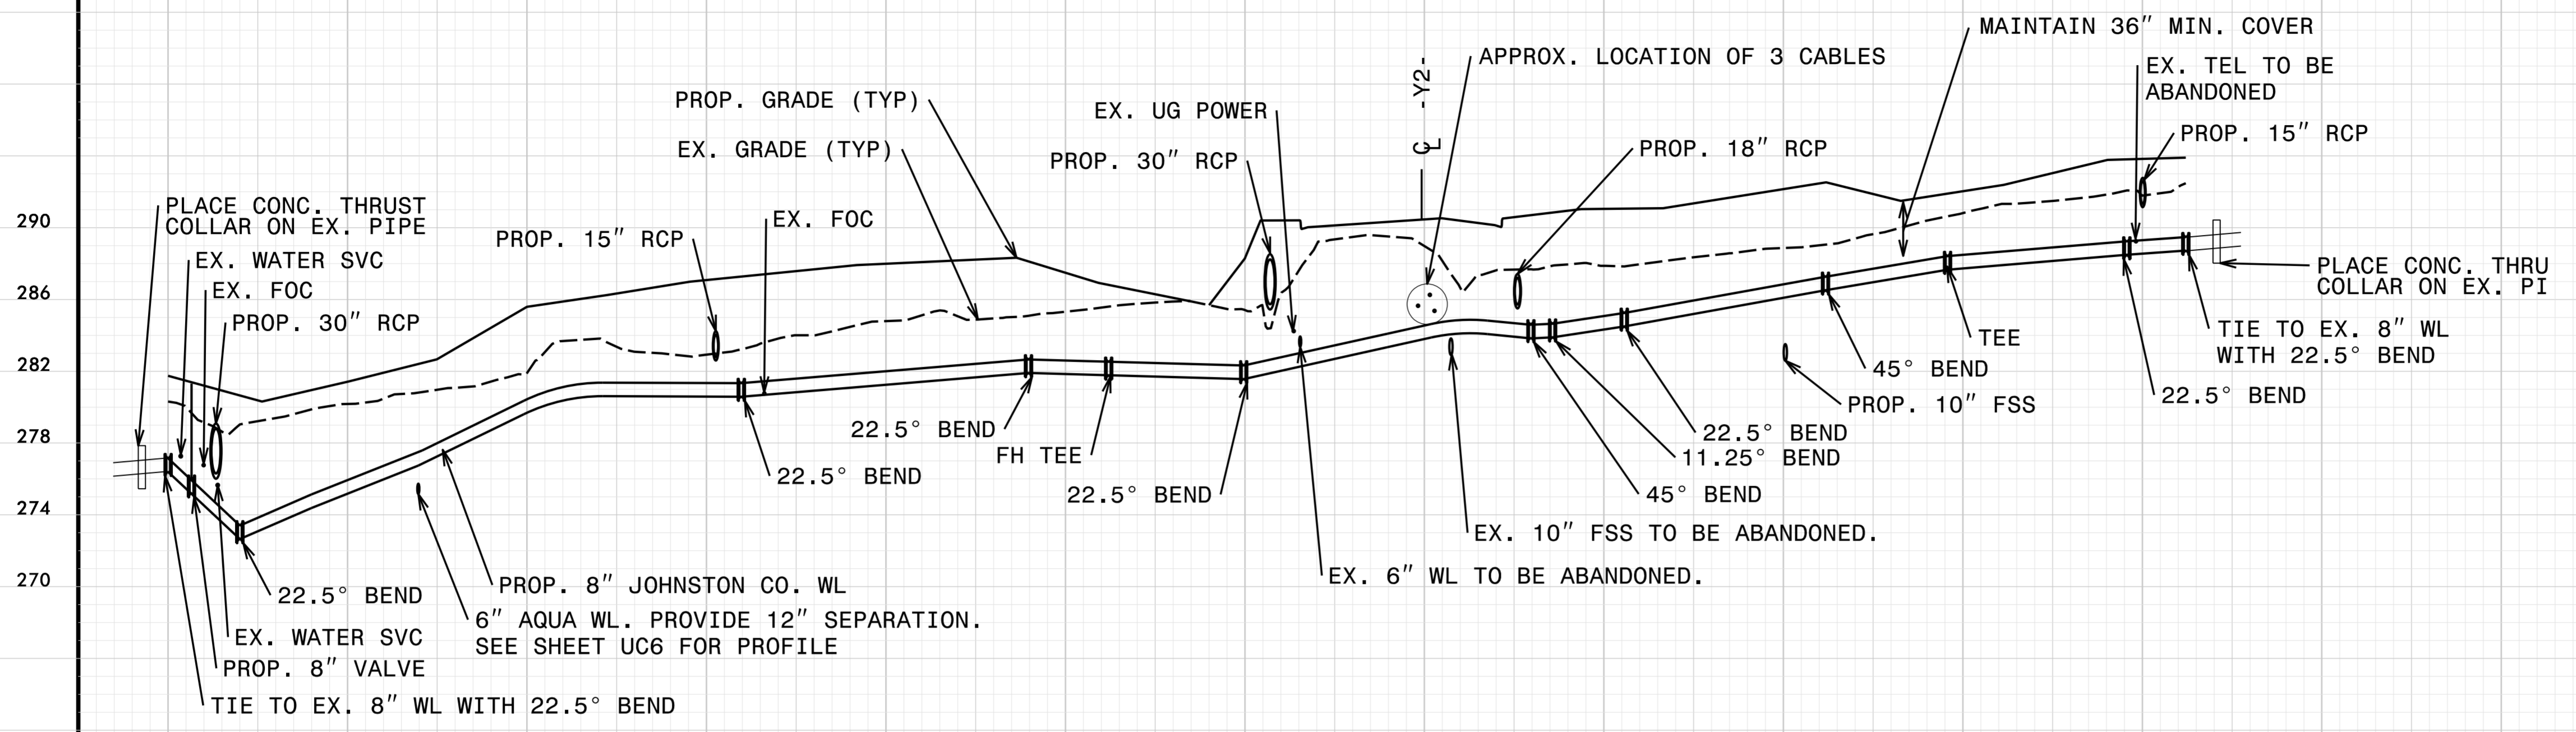 MAINTAIN 36″ MIN. COVER
APPROX. LOCATION OF 3 CABLES
EX. TEL TO BE
ABANDONED
-Y2-
PROP. GRADE (TYP)
EX. UG POWER
PROP. 15″ RCP
EX. GRADE (TYP)
PROP. 30″ RCP
CL
PROP. 18″ RCP
PLACE CONC. THRUST
COLLAR ON EX. PIPE
290
EX. FOC
PROP. 15″ RCP
EX. WATER SVC
PLACE CONC. THRU
COLLAR ON EX. PI
286
EX. FOC
PROP. 30″ RCP
TIE TO EX. 8″ WL
WITH 22.5° BEND
TEE
282
45° BEND
22.5° BEND
PROP. 10″ FSS
278
22.5° BEND
22.5° BEND
FH TEE
11.25° BEND
22.5° BEND
22.5° BEND
45° BEND
274
EX. 10″ FSS TO BE ABANDONED.
EX. 6″ WL TO BE ABANDONED.
270
PROP. 8″ JOHNSTON CO. WL
22.5° BEND
6″ AQUA WL. PROVIDE 12″ SEPARATION.
SEE SHEET UC6 FOR PROFILE
EX. WATER SVC
PROP. 8″ VALVE
TIE TO EX. 8″ WL WITH 22.5° BEND